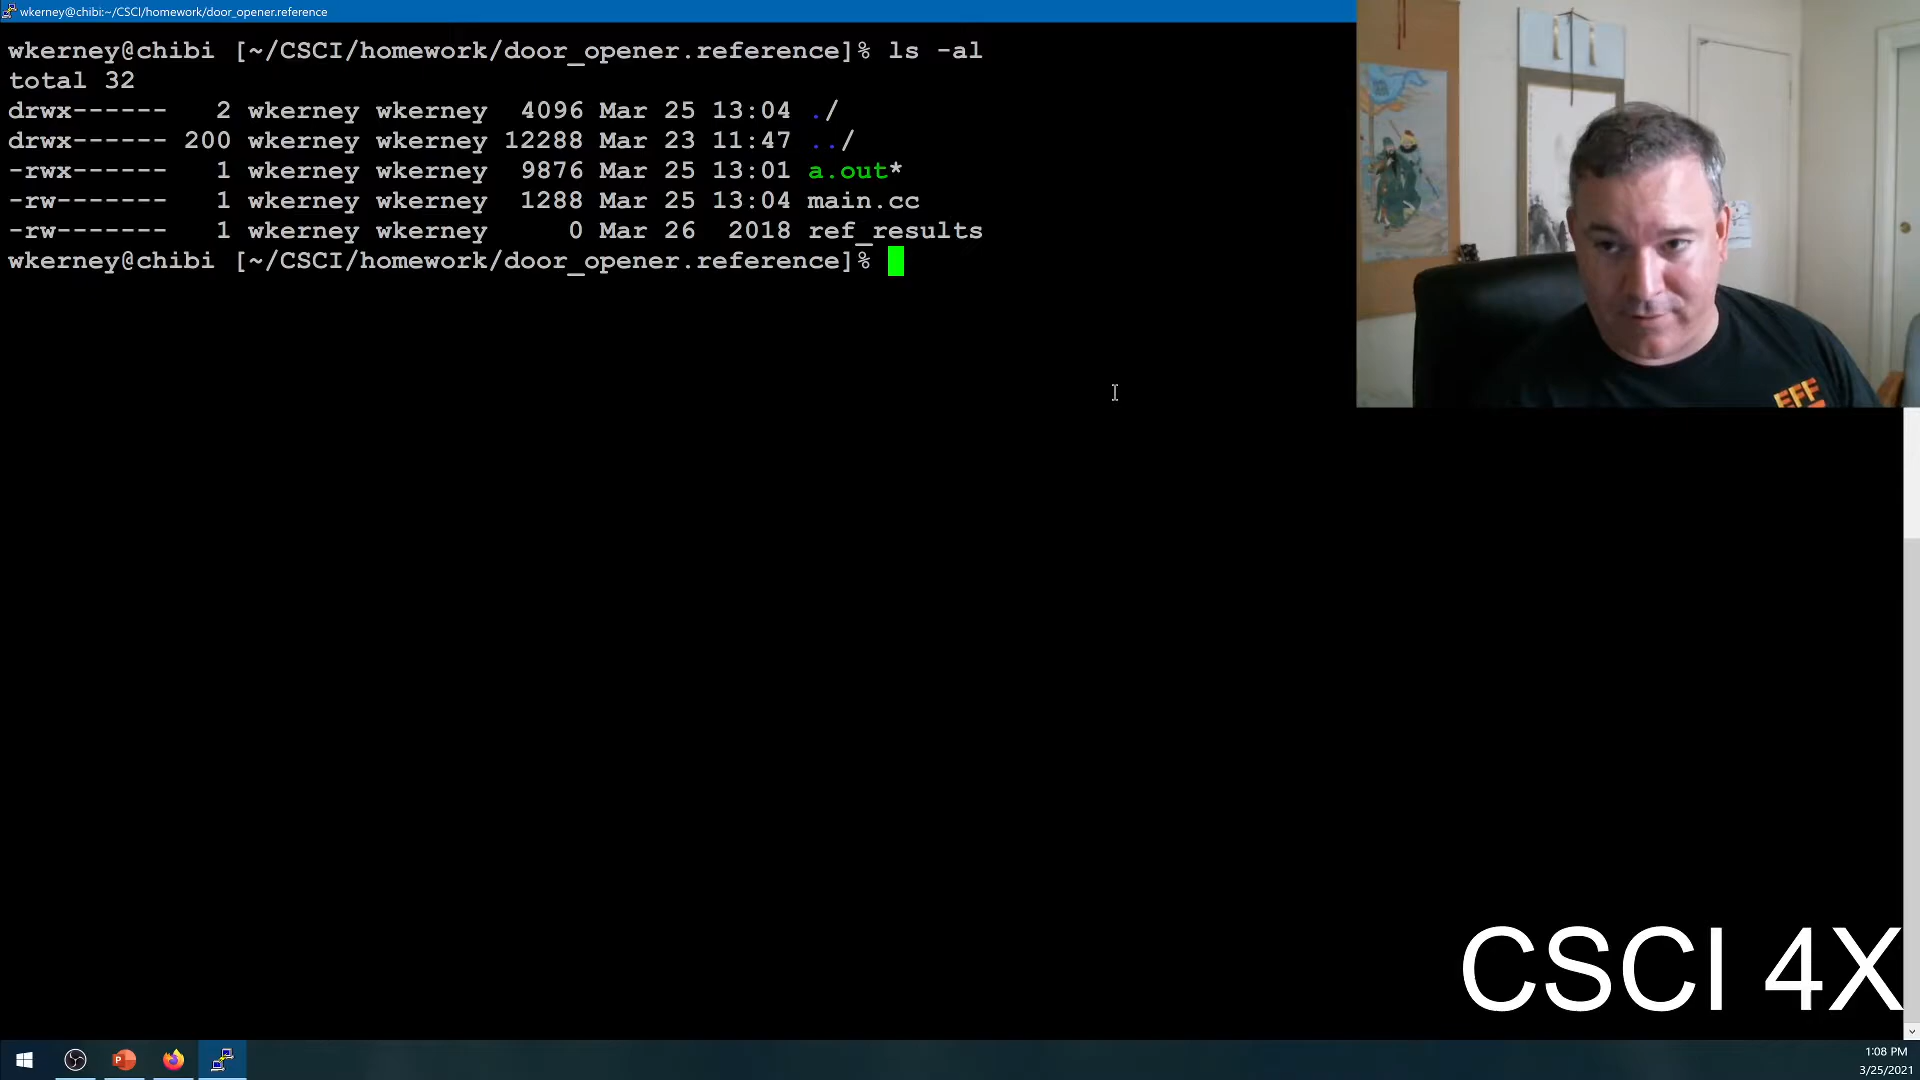 wkerney@chibi:~/CSCI/homework/door_opener.reference
wkerney@chibi [~/CSCI/homework/door_opener.reference]% ls -al
total 32
drwx------   2 wkerney wkerney  4096 Mar 25 13:04 ./
drwx------ 200 wkerney wkerney 12288 Mar 23 11:47 ../
-rwx------   1 wkerney wkerney  9876 Mar 25 13:01 a.out*
-rw-------   1 wkerney wkerney  1288 Mar 25 13:04 main.cc
-rw-------   1 wkerney wkerney     0 Mar 26  2018 ref_results
wkerney@chibi [~/CSCI/homework/door_opener.reference]%
EFF
CSCI 4X
1:08 PM
3/25/2021